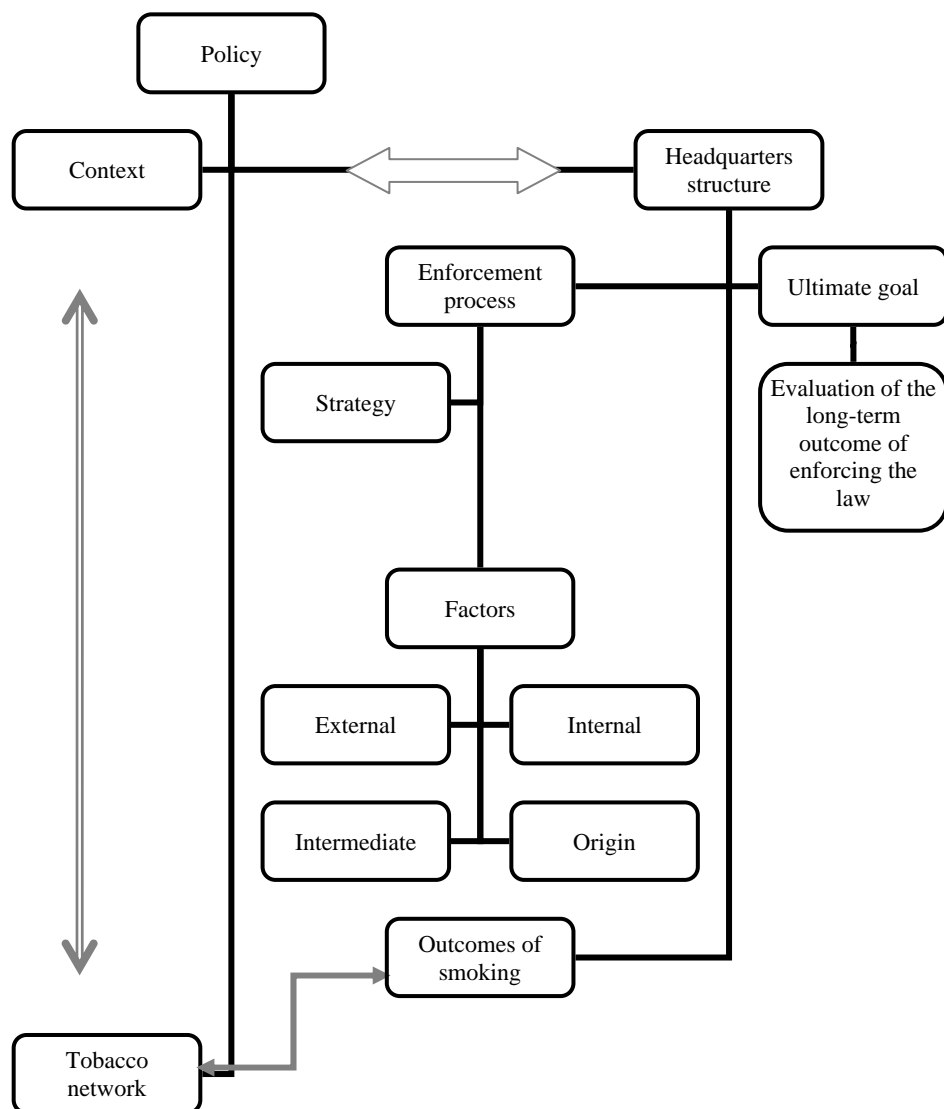 Policy
Context
Headquarters
structure
Enforcement
process
Ultimate goal
Strategy
Evaluation of the
long-term
outcome of
enforcing the
law
Factors
External
Internal
Intermediate
Origin
Outcomes of
smoking
Tobacco
network